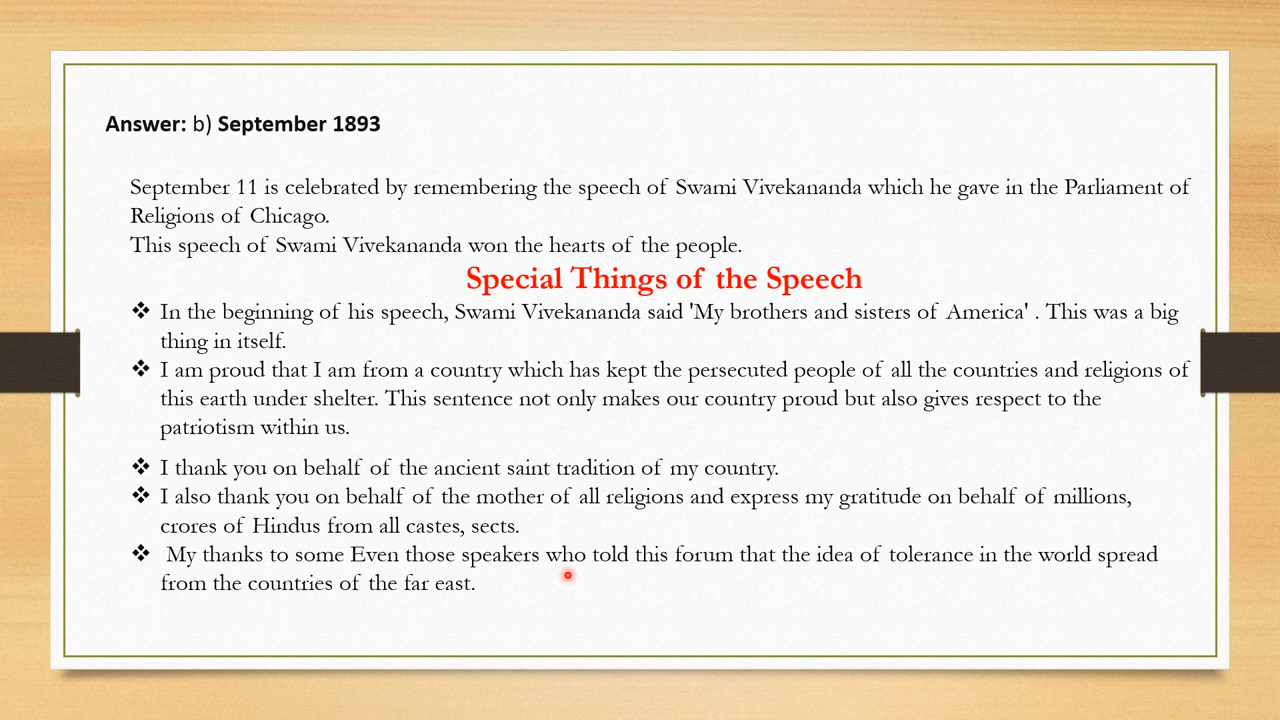 Answer: b) September 1893
September 11 is celebrated by remembering the speech of Swami Vivekananda which he gave in the Parliament of
Religions of Chicago.
This speech of Swami Vivekananda won the hearts of the people.
Special Things of the Speech
❖ In the beginning of his speech, Swami Vivekananda said 'My brothers and sisters of America' . This was a big
thing in itself.
❖ I am proud that I am from a country which has kept the persecuted people of all the countries and religions of
this earth under shelter. This sentence not only makes our country proud but also gives respect to the
patriotism within us.
❖ I thank you on behalf of the ancient saint tradition of my country.
❖ I also thank you on behalf of the mother of all religions and express my gratitude on behalf of millions,
crores of Hindus from all castes, sects.
❖ My thanks to some Even those speakers who told this forum that the idea of tolerance in the world spread
from the countries of the far east.